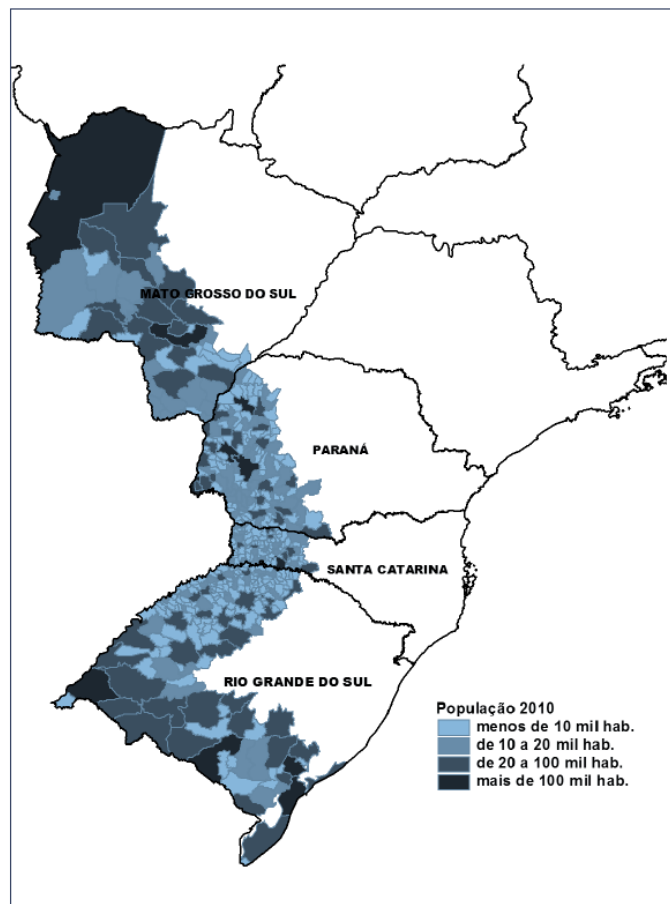 MATO GROSSO DO SUL
PARANÁ
SANTA CATARINA
RIO GRANDE DO SUL
População 2010
menos de 10 mil hab.
de 10 a 20 mil hab.
de 20 a 100 mil hab.
mais de 100 mil hab.